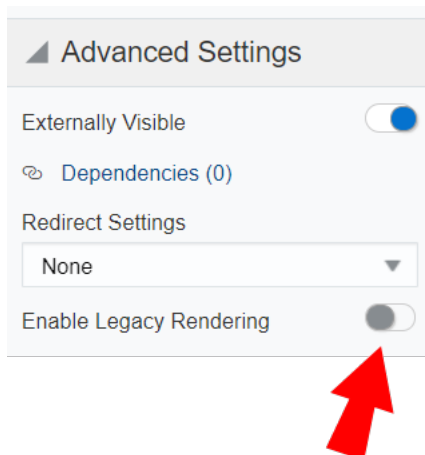 Advanced Settings
Externally Visible
Dependencies (0)
Redirect Settings
None
Enable Legacy Rendering